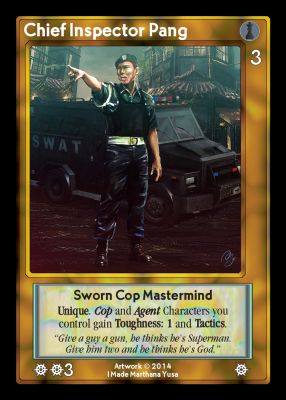 Chief Inspector Pang
3
SWAT
Sworn Cop Mastermind
Unique. Cop and Agent Characters you
control gain Toughness: 1 and Tactics.
"Give a guy a gun, he thinks he's Superman.
Give him two and he thinks he's God."
3
Artwork © 2014
I Made Marthana Yusa